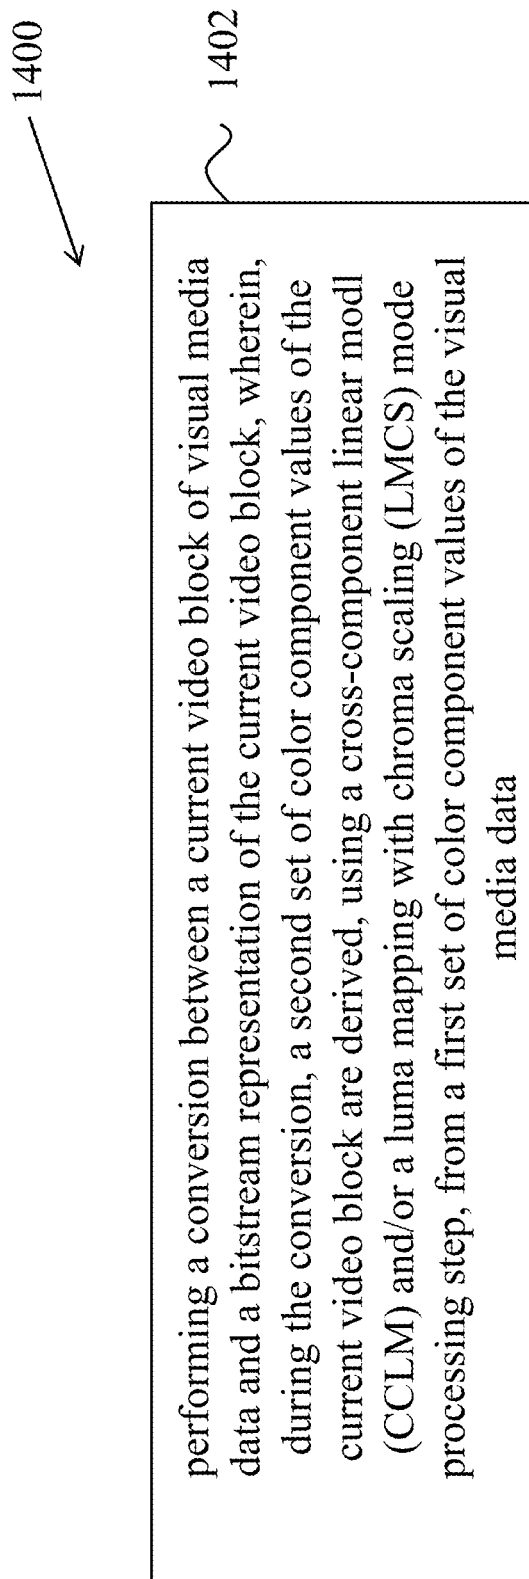 1400
1402
performing a conversion between a current video block of visual media
data and a bitstream representation of the current video block, wherein,
during the conversion, a second set of color component values of the
current video block are derived, using a cross-component linear modl
(CCLM) and/or a luma mapping with chroma scaling (LMCS) mode
processing step, from a first set of color component values of the visual
media data